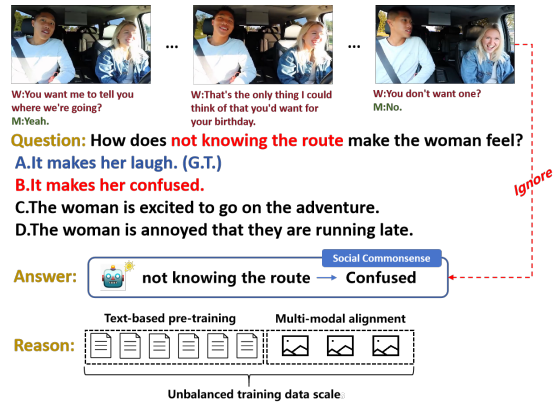 ... ...
W:You want me to tell you
where we're going?
M:Yeah.
W:That's the only thing I could
think of that you'd want for
your birthday.
W:You don't want one?
M:No.
Question: How does not knowing the route make the woman feel?
A.It makes her laugh. (G.T.)
B.It makes her confused.
Ignore
C.The woman is excited to go on the adventure.
D.The woman is annoyed that they are running late.
Social Commonsense
Answer: not knowing the route → Confused
Text-based pre-training Multi-modal alignment
Reason:
Unbalanced training data scale